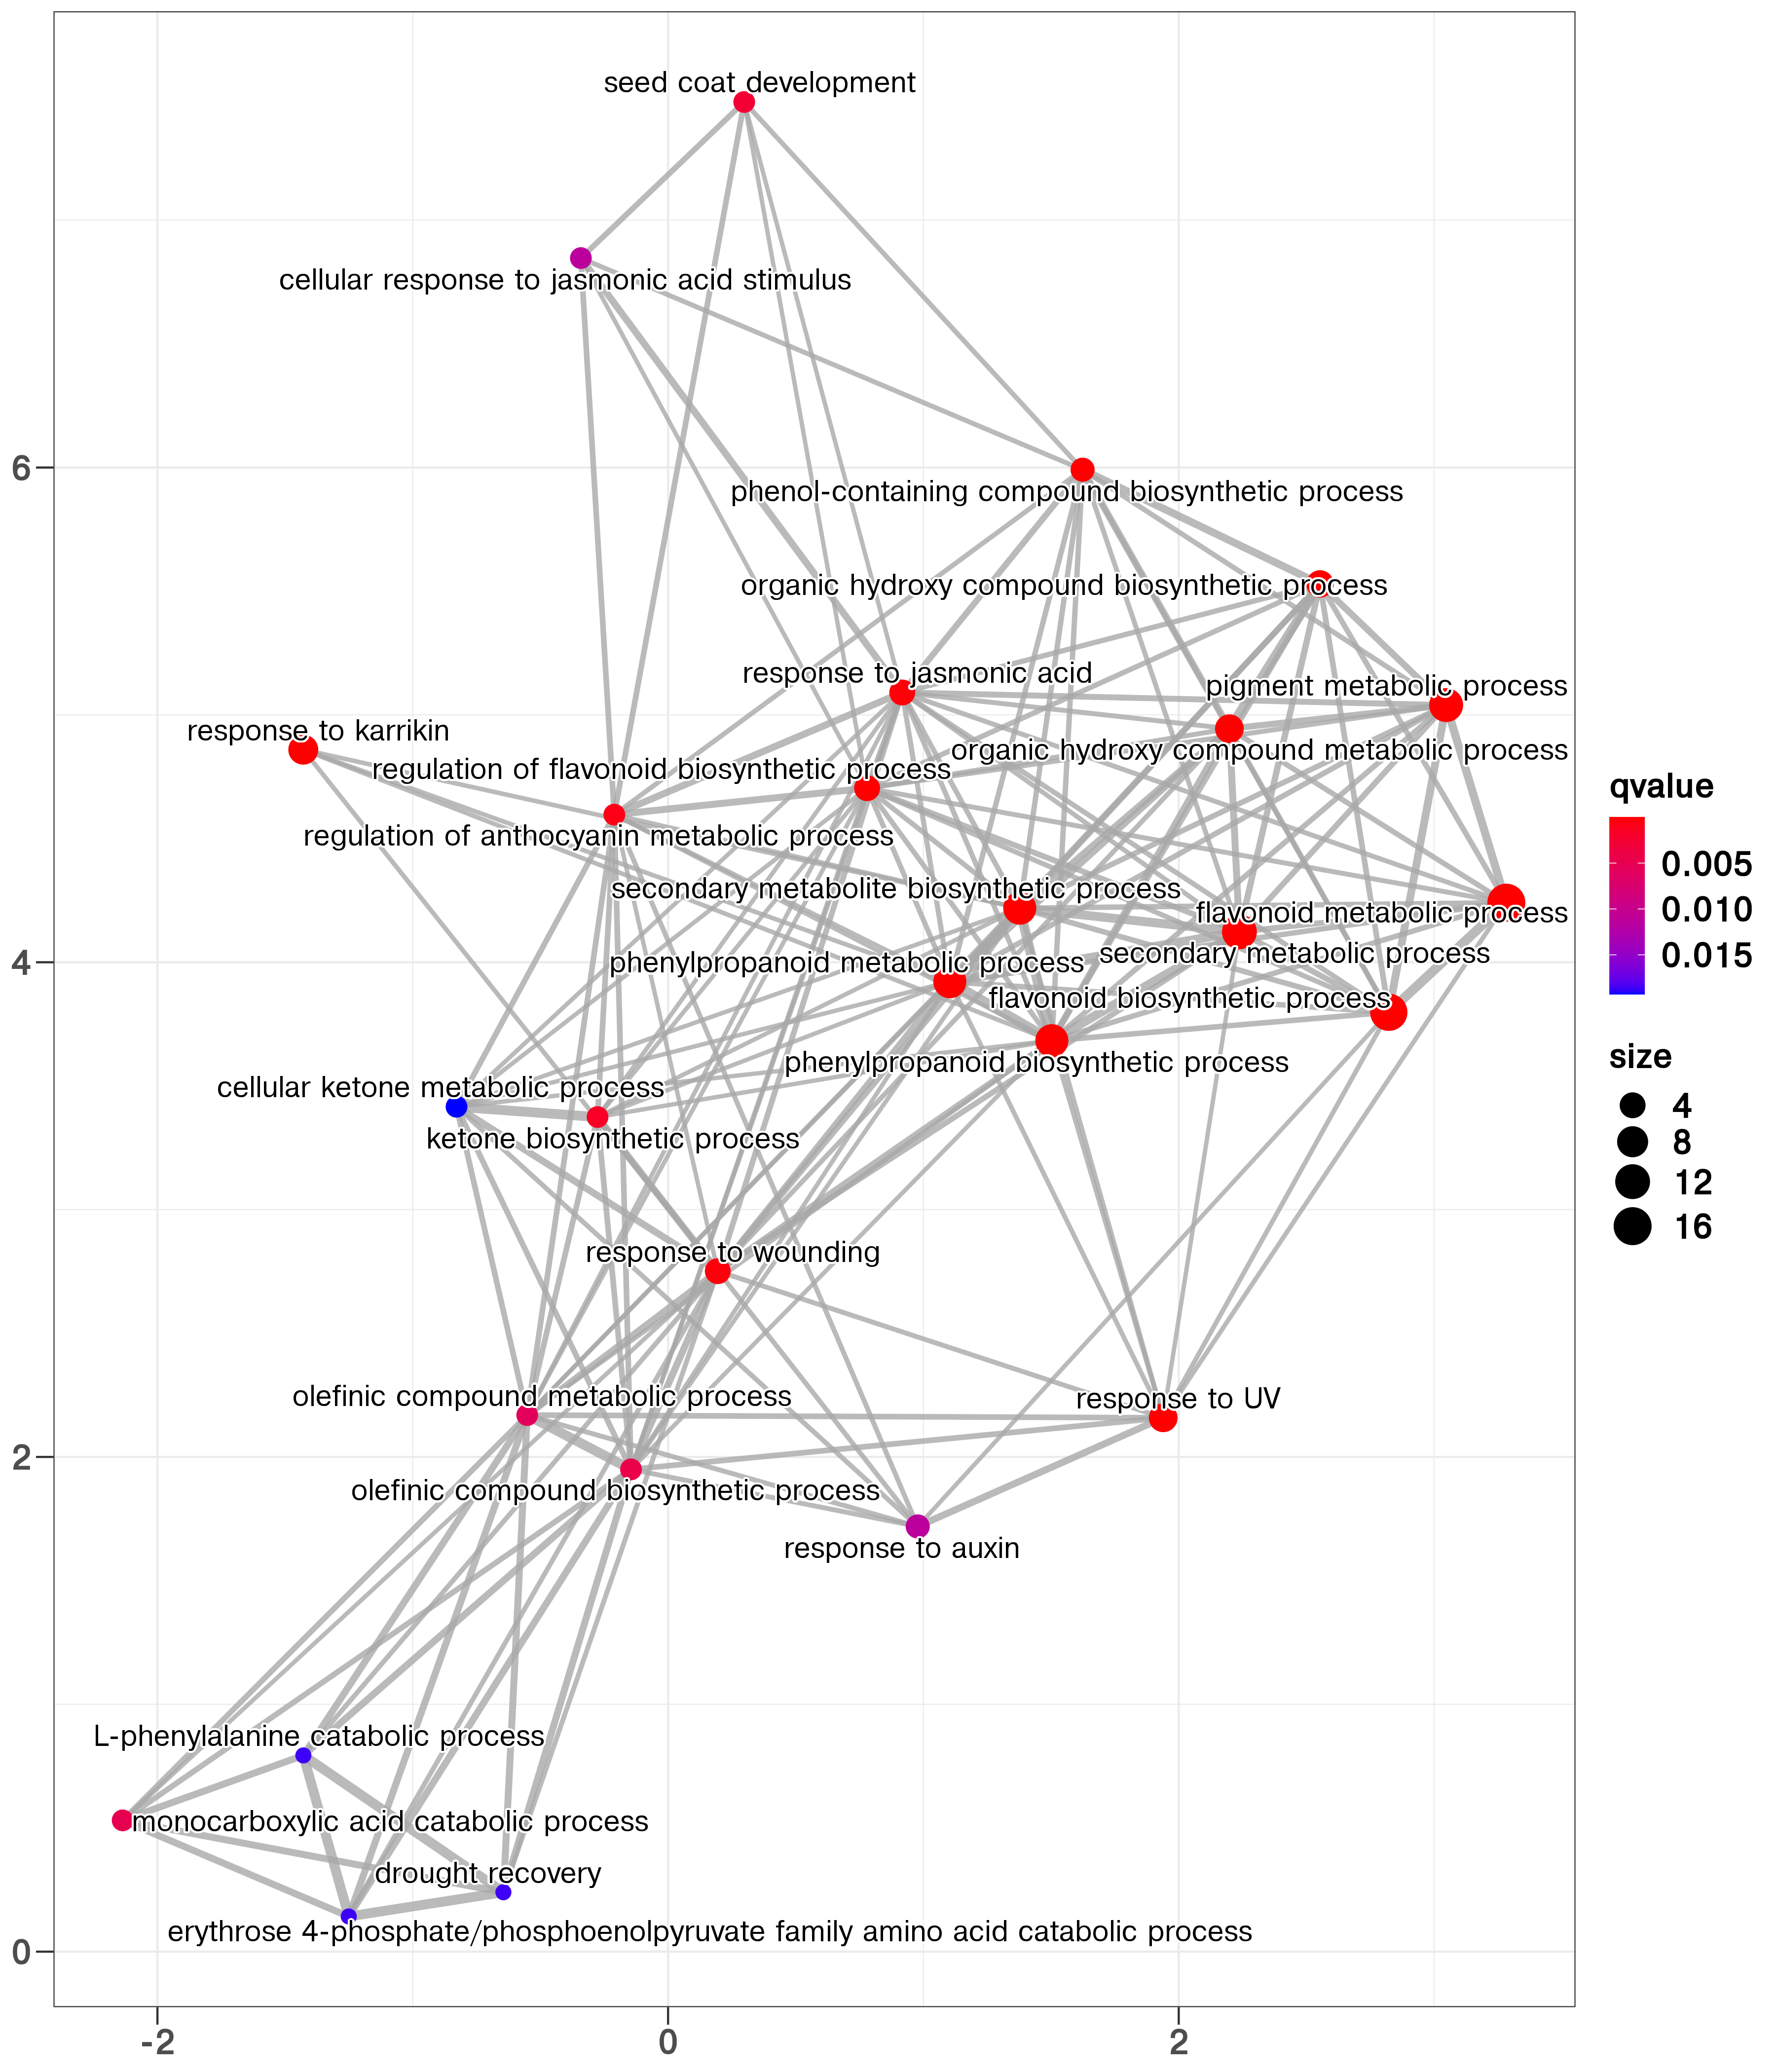 seed coat development
cellular response to jasmonic acid stimulus
6
phenol-containing compound biosynthetic process
organic hydroxy compound biosynthetic process
response to jasmonic acid
pigment metabolic process
response to karrikin
organic hydroxy compound metabolic process
regulation of flavonoid biosynthetic process
regulation of anthocyanin metabolic process
secondary metabolite biosynthetic process
flavonoid metabolic process
secondary metabolic process
4
phenylpropanoid metabolic process
flavonoid biosynthetic process
phenylpropanoid biosynthetic process
cellular ketone metabolic process
ketone biosynthetic process
response to wounding
olefinic compound metabolic process
response to UV
2
olefinic compound biosynthetic process
response to auxin
L-phenylalanine catabolic process
monocarboxylic acid catabolic process
drought recovery
erythrose 4-phosphate/phosphoenolpyruvate family amino acid catabolic process
0
-2
0
2
qvalue
0.005
0.010
0.015
size
4
8
12
16